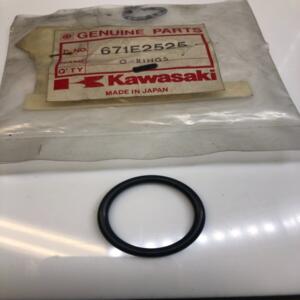 GENUINE PARTS
NO. 671E2525
O-RINGS
Q'TY
Kawasaki
MADE IN JAPAN